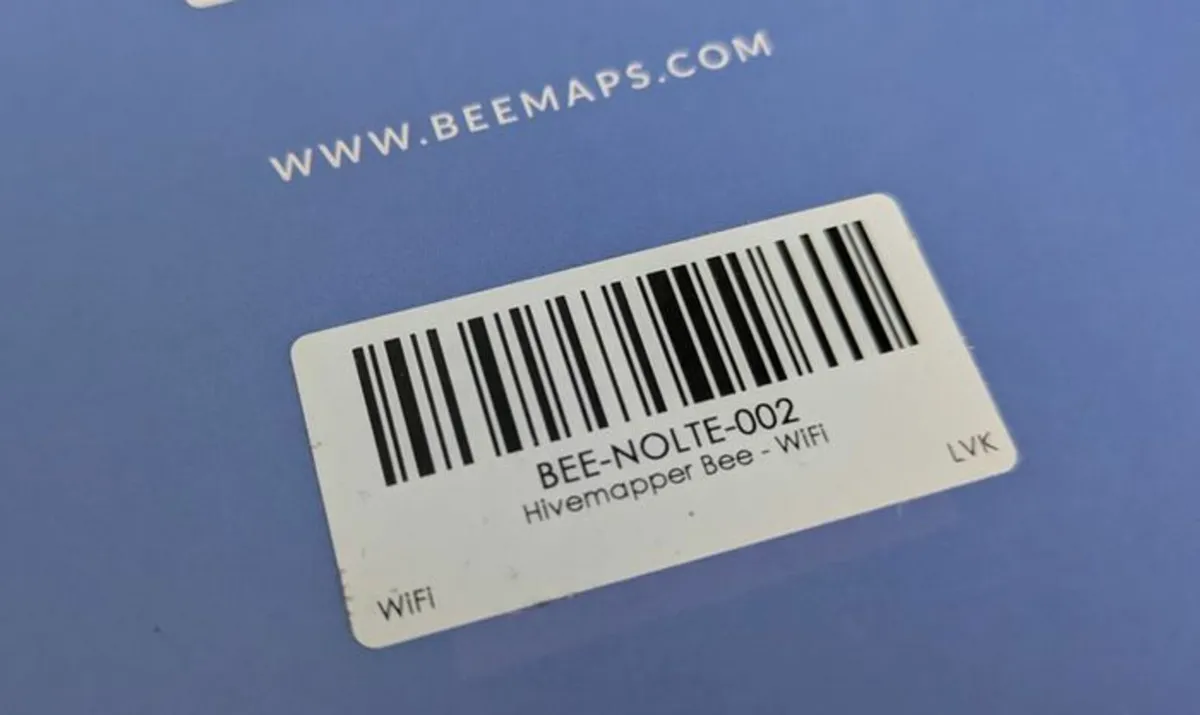 WWW.BEEMAPS.COM
BEE-NOLTE-002
Hivemapper Bee - WiFi
LVK
WiFi